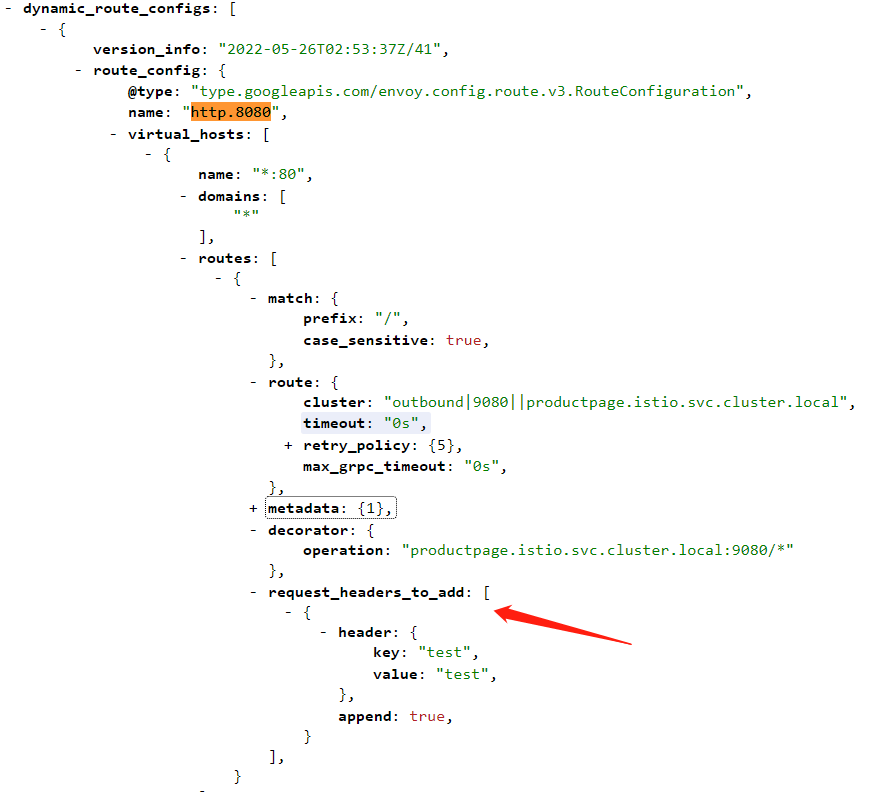 - dynamic_route_configs: [
- {
version_info: "2022-05-26T02:53:37Z/41",
- route_config: {
@type: "type.googleapis.com/envoy.config.route.v3.RouteConfiguration",
name: "http.8080",
- virtual_hosts: [
- {
name: "*:80",
- domains: [
"*"
],
- routes: [
- {
- match: {
prefix: "/",
case_sensitive: true,
},
- route: {
cluster: "outbound|9080||productpage.istio.svc.cluster.local",
timeout: "0s",
+ retry_policy: {5},
max_grpc_timeout: "0s",
},
+ metadata: {1},
- decorator: {
operation: "productpage.istio.svc.cluster.local:9080/*"
},
- request_headers_to_add: [
- {
- header: {
key: "test",
value: "test",
},
append: true,
}
],
}